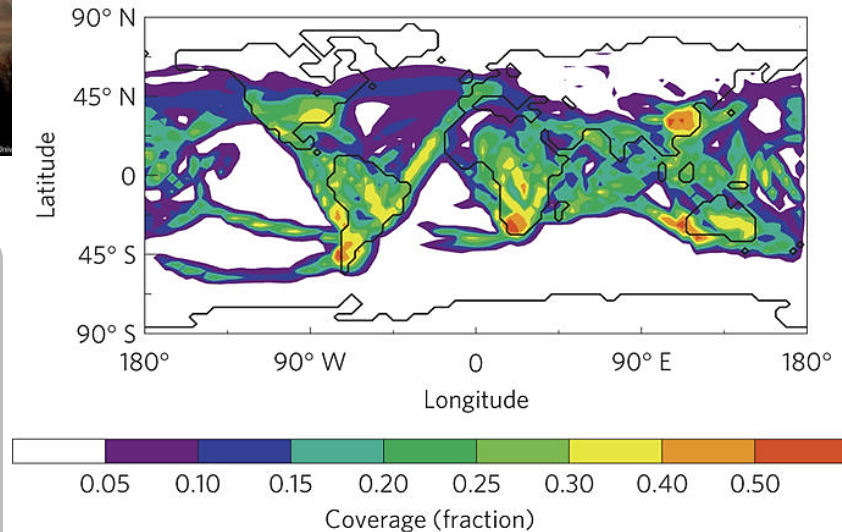 90° N
45° N
0
45° S
90° S
Latitude
180° 90° W 0 90° E 180°
Longitude
0.05 0.10 0.15 0.20 0.25 0.30 0.40 0.50
Coverage (fraction)